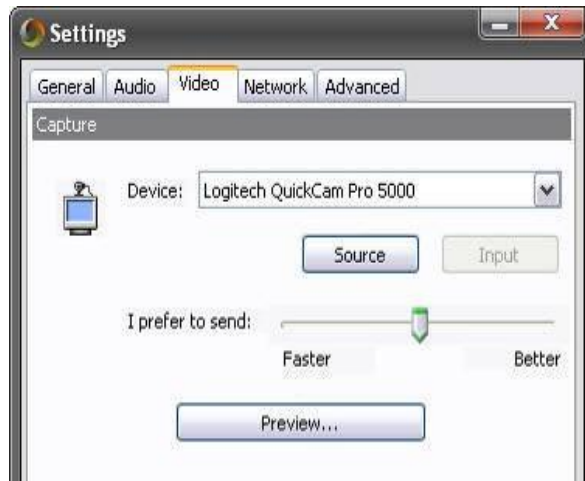 Settings
General Audio Video Network Advanced
Capture
Device: Logitech QuickCam Pro 5000
Source Input
I prefer to send:
Faster Better
Preview...